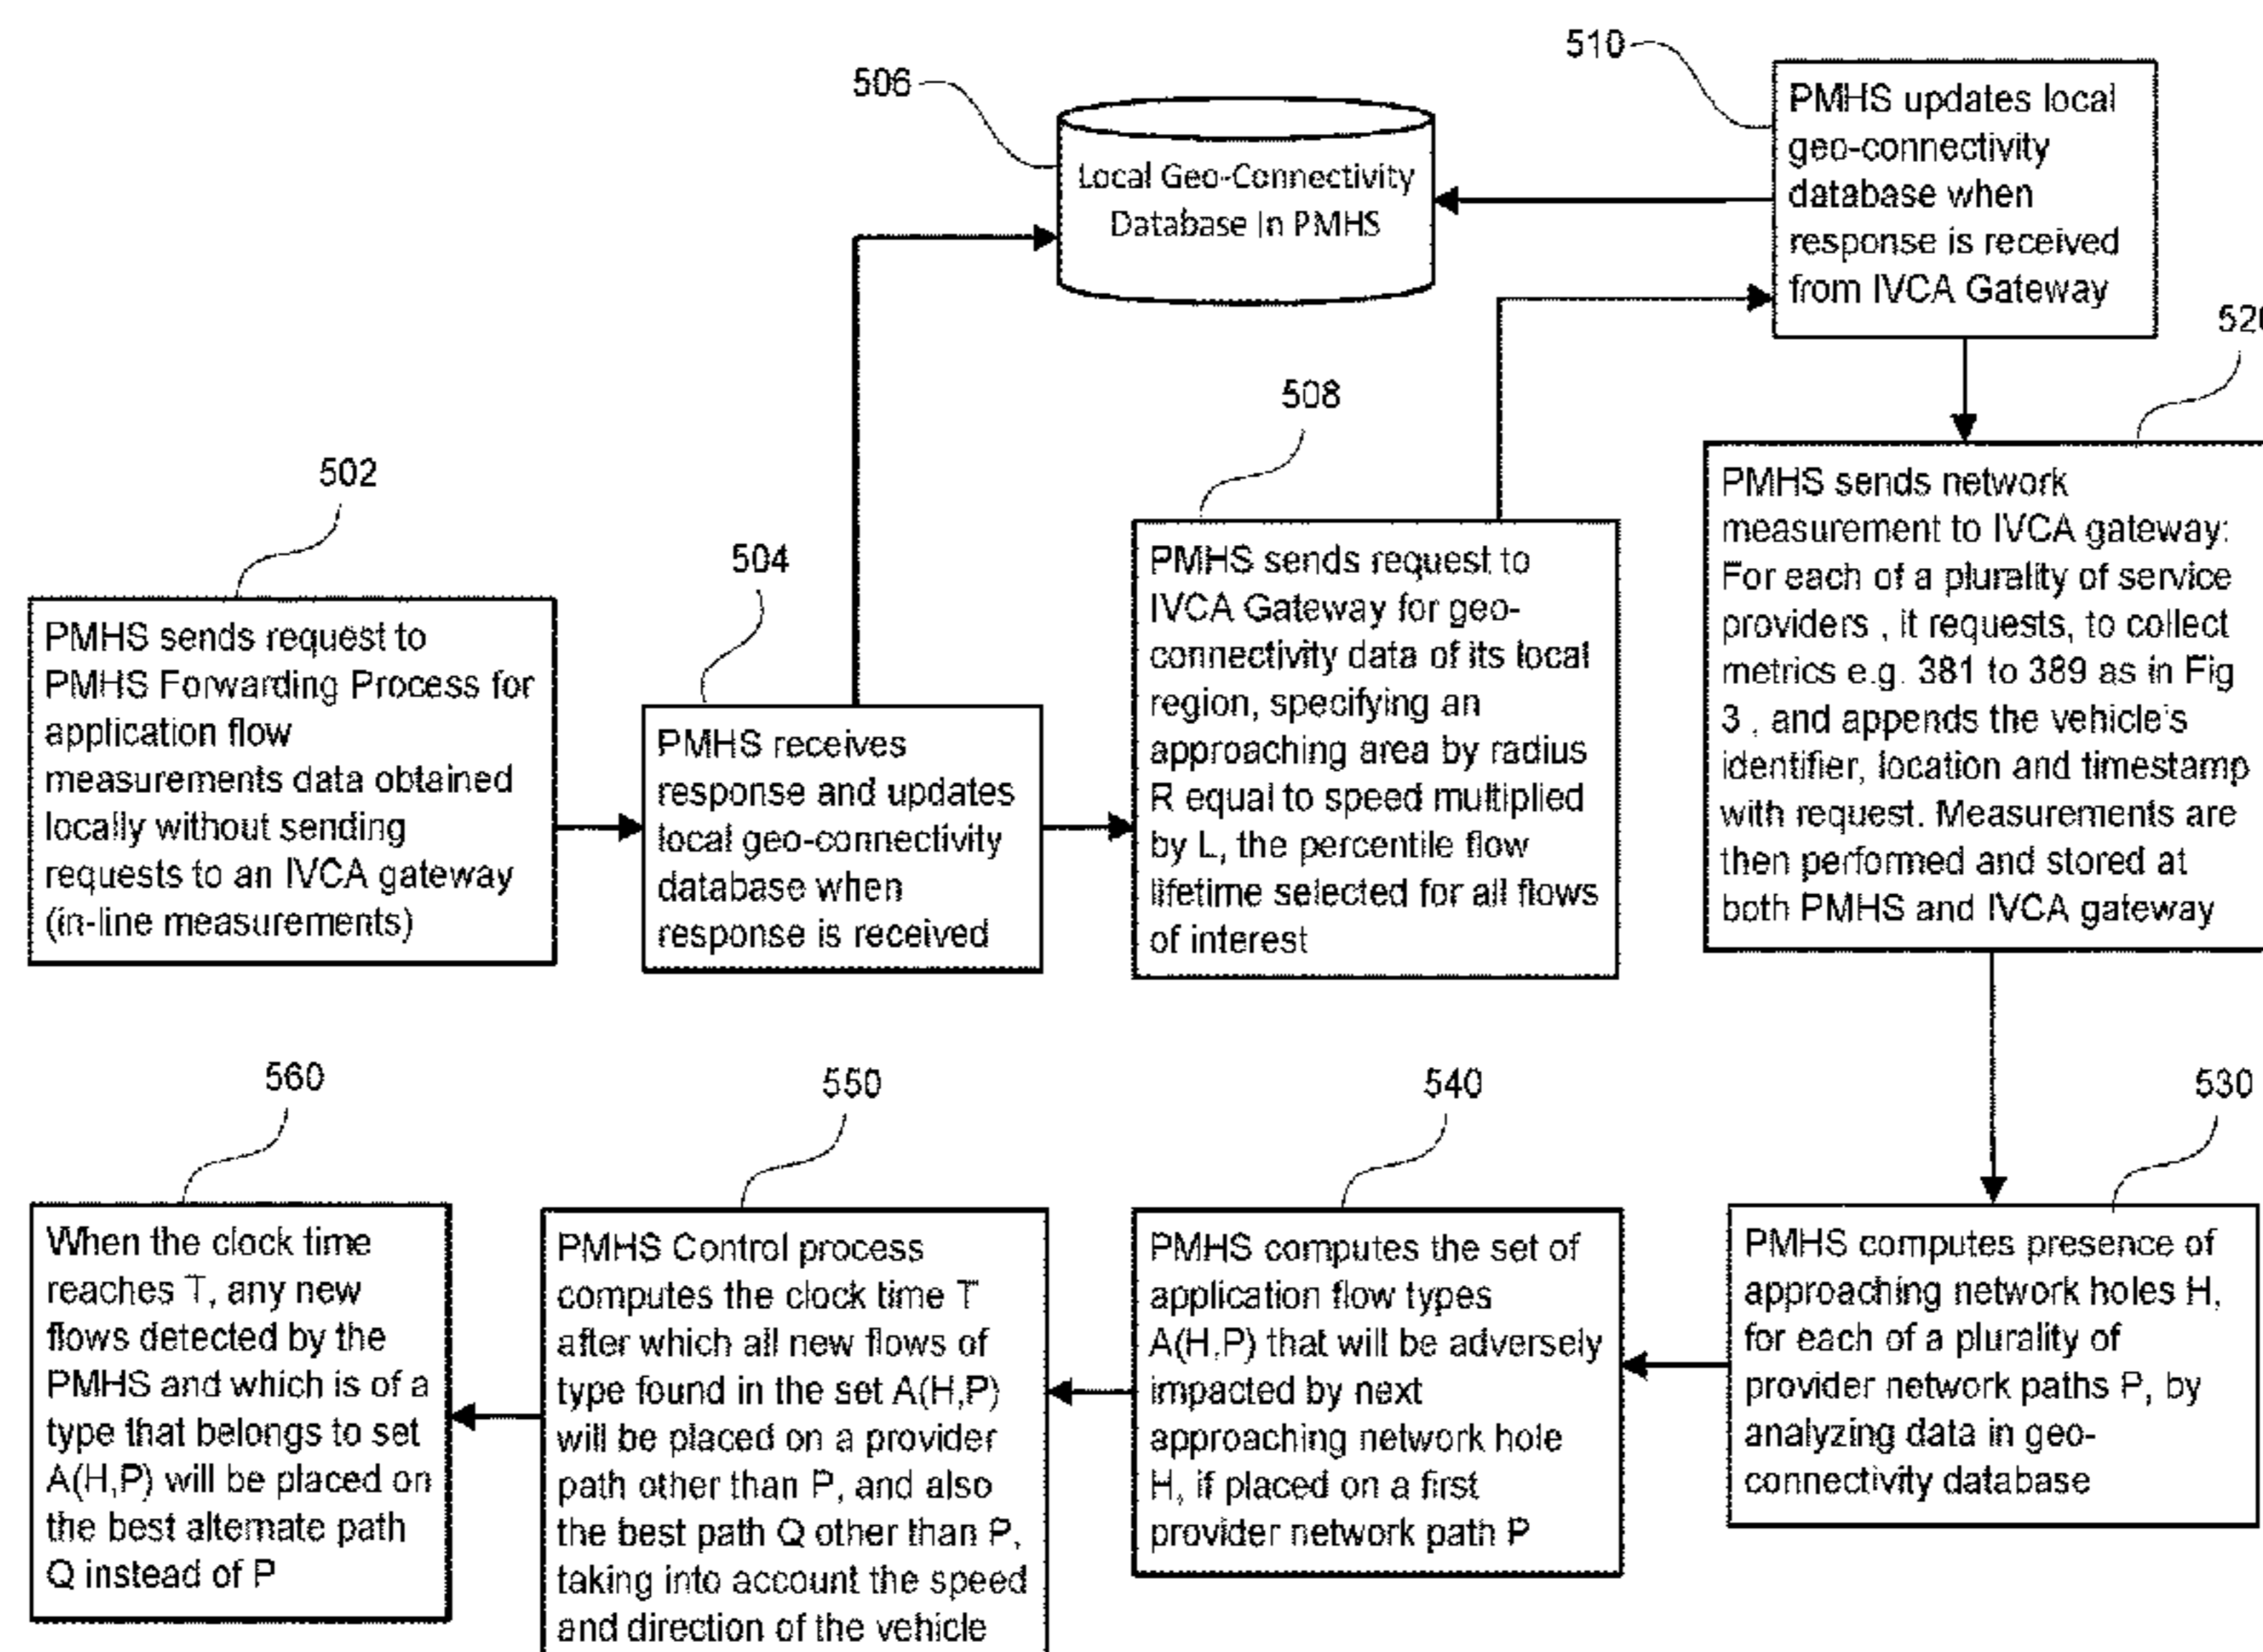 506
Local Geo-Connectivity
Database In PMHS
510
PMHS updates local
geo-connectivity
database when
response is received
from IVCA Gateway
502
PMHS sends request to
PMHS Forwarding Process for
application flow
measurements data obtained
locally without sending
requests to an IVCA gateway
(in-line measurements)
504
PMHS receives
response and updates
local geo-connectivity
database when
response is received
508
PMHS sends request to
IVCA Gateway for geo-
connectivity data of its local
region, specifying an
approaching area by radius
R equal to speed multiplied
by L, the percentile flow
lifetime selected for all flows
of interest
520
PMHS sends network
measurement to IVCA gateway:
For each of a plurality of service
providers , it requests, to collect
metrics e.g. 381 to 389 as in Fig
3 , and appends the vehicle's
identifier, location and timestamp
with request. Measurements are
then performed and stored at
both PMHS and IVCA gateway
530
PMHS computes presence of
approaching network holes H,
for each of a plurality of
provider network paths P, by
analyzing data in geo-
connectivity database
540
PMHS computes the set of
application flow types
A(H,P) that will be adversely
impacted by next
approaching network hole
H, if placed on a first
provider network path P
550
PMHS Control process
computes the clock time T
after which all new flows of
type found in the set A(H,P)
will be placed on a provider
path other than P, and also
the best path Q other than P,
taking into account the speed
and direction of the vehicle
560
When the clock time
reaches T, any new
flows detected by the
PMHS and which is of a
type that belongs to set
A(H,P) will be placed on
the best alternate path
Q instead of P